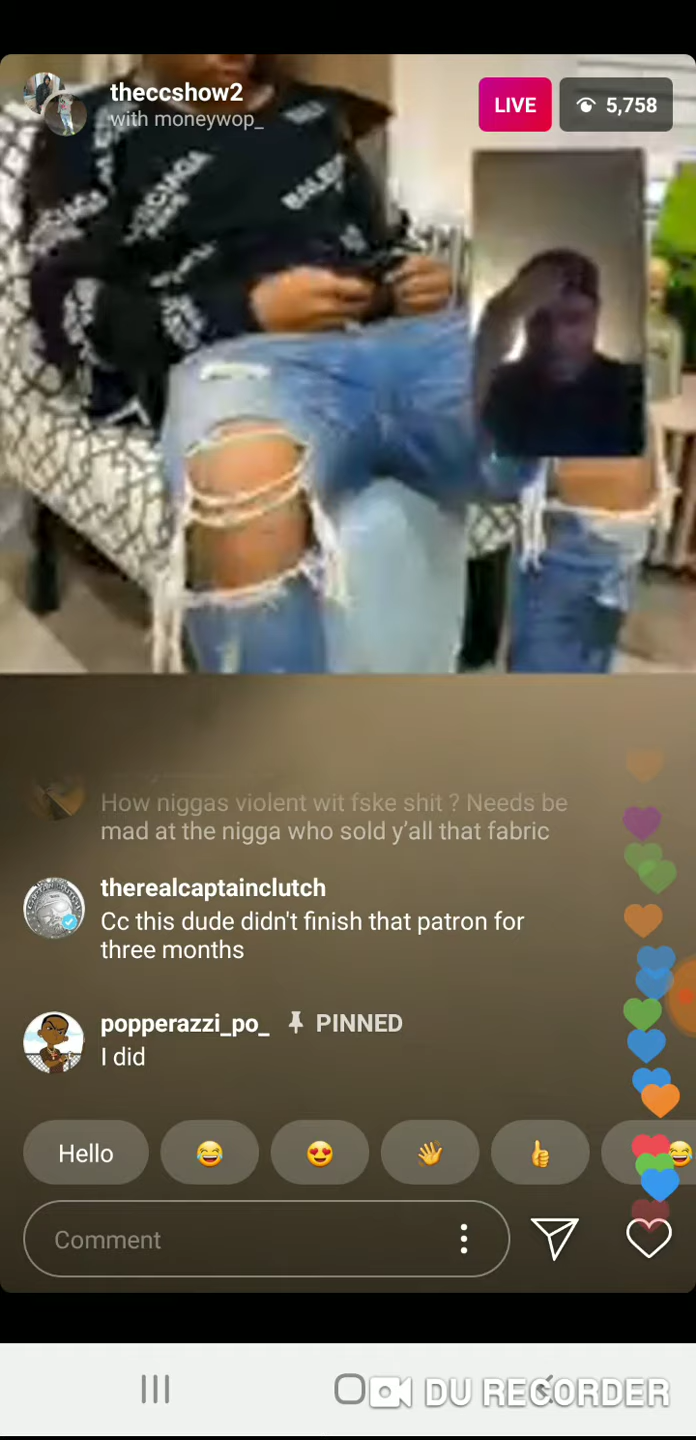 theccshow2
LIVE
5,758
with moneywop_
BALEN
How niggas violent wit fske shit ? Needs be
mad at the nigga who sold y'all that fabric
therealcaptainclutch
Cc this dude didn't finish that patron for
three months
popperazzi_po_ PINNED
I did
Hello
😂
😍
👋
👍
😂
Comment
DU RECORDER